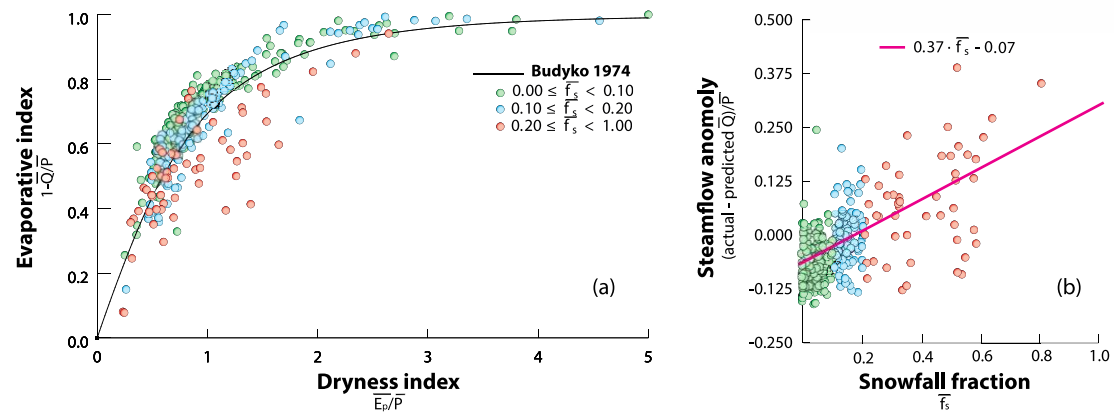 1.0
0.8
0.6
0.4
0.2
0.0
Evaporative index
1-Q̅/P̅
Budyko 1974
0.00 ≤ f̅s < 0.10
0.10 ≤ f̅s < 0.20
0.20 ≤ f̅s < 1.00
(a)
0 1 2 3 4 5
Dryness index
E̅p/P̅
0.500
0.375
0.250
0.125
0.000
-0.125
-0.250
Steamflow anomoly
(actual - predicted Q̅/P̅)
0.37 · f̅s - 0.07
(b)
0.2 0.4 0.6 0.8 1.0
Snowfall fraction
f̅s